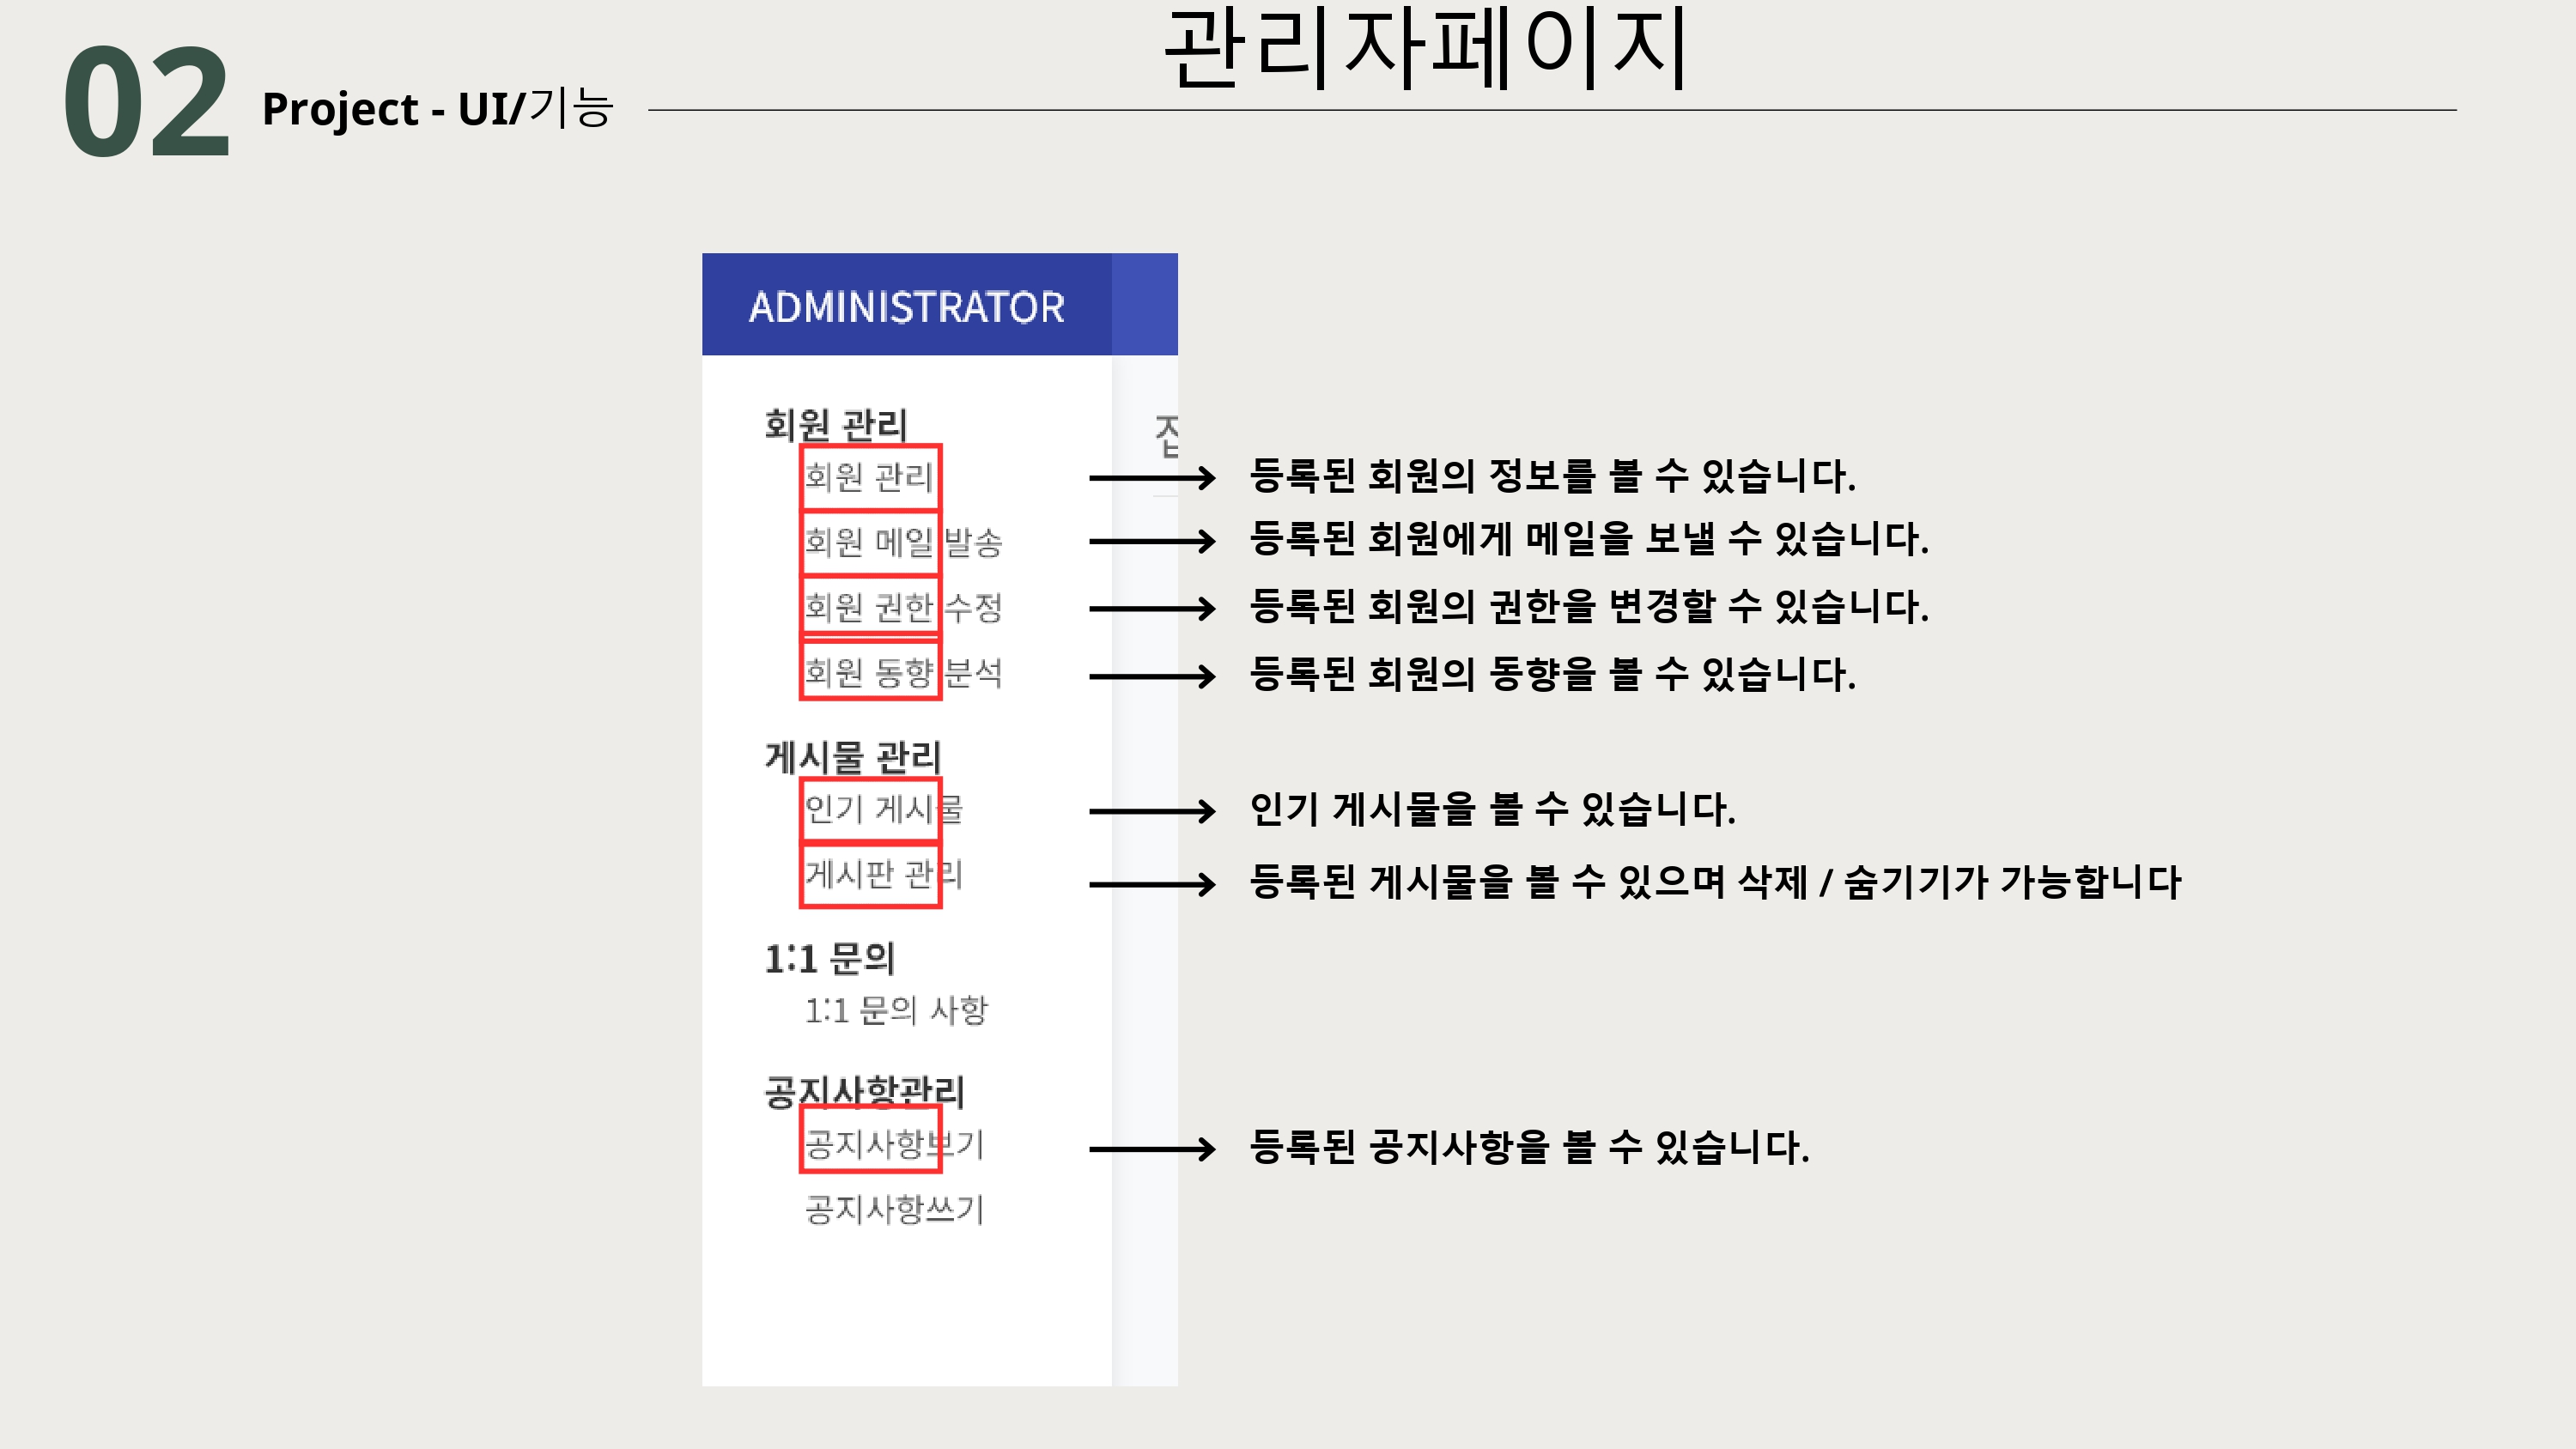 관리자페이지
02 Project - UI/기능
ADMINISTRATOR
회원 관리
회원 관리 → 등록된 회원의 정보를 볼 수 있습니다.
회원 메일 발송 → 등록된 회원에게 메일을 보낼 수 있습니다.
회원 권한 수정 → 등록된 회원의 권한을 변경할 수 있습니다.
회원 동향 분석 → 등록된 회원의 동향을 볼 수 있습니다.
게시물 관리
인기 게시물 → 인기 게시물을 볼 수 있습니다.
게시판 관리 → 등록된 게시물을 볼 수 있으며 삭제 / 숨기기가 가능합니다
1:1 문의
1:1 문의 사항
공지사항관리
공지사항보기 → 등록된 공지사항을 볼 수 있습니다.
공지사항쓰기